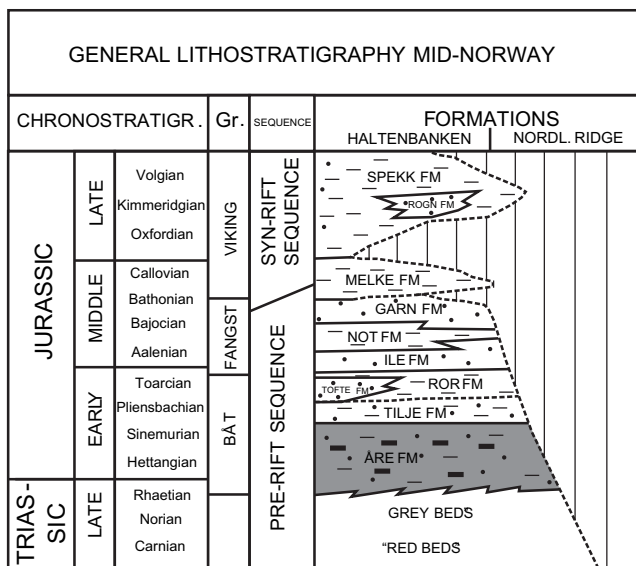 GENERAL LITHOSTRATIGRAPHY MID-NORWAY
CHRONOSTRATIGR. Gr. SEQUENCE FORMATIONS
HALTENBANKEN NORDL. RIDGE
JURASSIC
LATE
Volgian
Kimmeridgian
Oxfordian
MIDDLE
Callovian
Bathonian
Bajocian
Aalenian
EARLY
Toarcian
Pliensbachian
Sinemurian
Hettangian
TRIAS-
SIC
LATE
Rhaetian
Norian
Carnian
VIKING
FANGST
BÅT
SYN-RIFT
SEQUENCE
PRE-RIFT SEQUENCE
SPEKK FM
ROGN FM
MELKE FM
GARN FM
NOT FM
ILE FM
TOFTE FM
ROR FM
TILJE FM
ÅRE FM
GREY BEDS"
"RED BEDS"